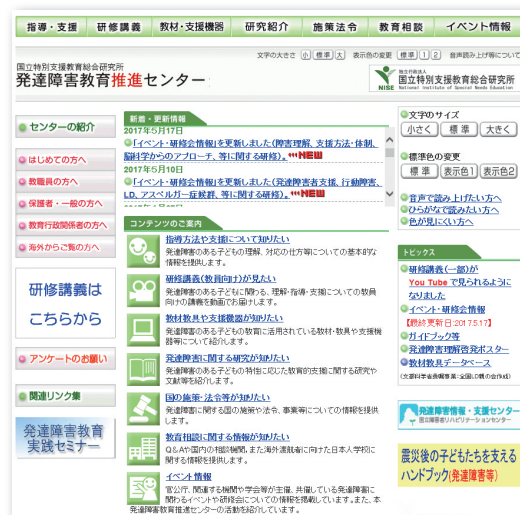 指導・支援
研修講義
教材・支援機器
研究紹介
施策法令
教育相談
イベント情報
文字の大きさ 小 標準 大 表示色の変更 標準 1 2 音声読み上げ等について
国立特別支援教育総合研究所
発達障害教育推進センター
独立行政法人
国立特別支援教育総合研究所
NISE National Institute of Special Needs Education
センターの紹介
はじめての方へ
教職員の方へ
保護者・一般の方へ
教育行政関係者の方へ
海外からご覧の方へ
研修講義は
こちらから
アンケートのお願い
関連リンク集
発達障害教育
実践セミナー
新着・更新情報
2017年5月17日
「イベント・研修会情報」を更新しました(障害理解、支援方法・体制、
脳科学からのアプローチ、等に関する研修)。 NEW
2017年5月10日
「イベント・研修会情報」を更新しました(発達障害者支援、行動障害、
LD、アスペルガー症候群、等に関する研修)。 NEW
コンテンツのご案内
指導方法や支援について知りたい
発達障害のある子どもの理解、対応の仕方等についての基本的な
情報を提供します。
研修講義(教員向け)が見たい
発達障害のある子どもに関わる、理解・指導・支援についての教員
向けの講義を動画でお届します。
教材教具や支援機器が知りたい
発達障害のある子どもの教育に活用されている教材・教具や支援機
器等について紹介します。
発達障害に関する研究が知りたい
発達障害のある子どもの特性に応じた教育的支援に関する研究や
文献等を紹介します。
国の施策・法令等が知りたい
発達障害に関する国の施策や法令、事業等についての情報を提供
します。
教育相談に関する情報が知りたい
Q&Aや国内の相談機関、また海外渡航者に向けた日本人学校に
関する情報を提供します。
イベント情報
官公庁、関連する機関や学会等が主催、共催している発達障害に
関わるイベントや研修会についての情報を掲載しています。また、本
発達障害教育推進センターの活動を紹介しています。
文字のサイズ
小さく 標準 大きく
標準色の変更
標準 表示色1 表示色2
音声で読み上げたい方へ
ひらがなで読みたい方へ
色が見にくい方へ
トピックス
研修講義(一部)が
You Tube で見られるように
なりました
イベント・研修会情報
【最終更新日:2017.5.17】
ガイドブック等
発達障害理解啓発ポスター
教材教具データベース
発達障害情報・支援センター
国立障害者リハビリテーションセンター
震災後の子どもたちを支える
ハンドブック(発達障害等)